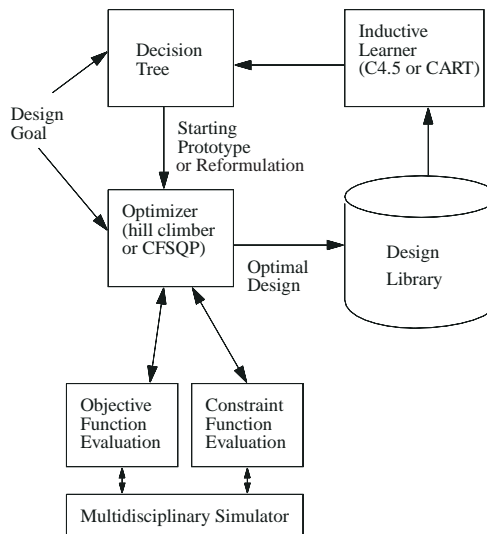 Decision
Tree
Inductive
Learner
(C4.5 or CART)
Design
Goal
Starting
Prototype
or Reformulation
Optimizer
(hill climber
or CFSQP)
Optimal
Design
Design
Library
Objective
Function
Evaluation
Constraint
Function
Evaluation
Multidisciplinary Simulator